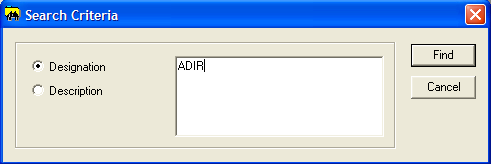 Search Criteria
Designation
Description
ADIR
Find
Cancel